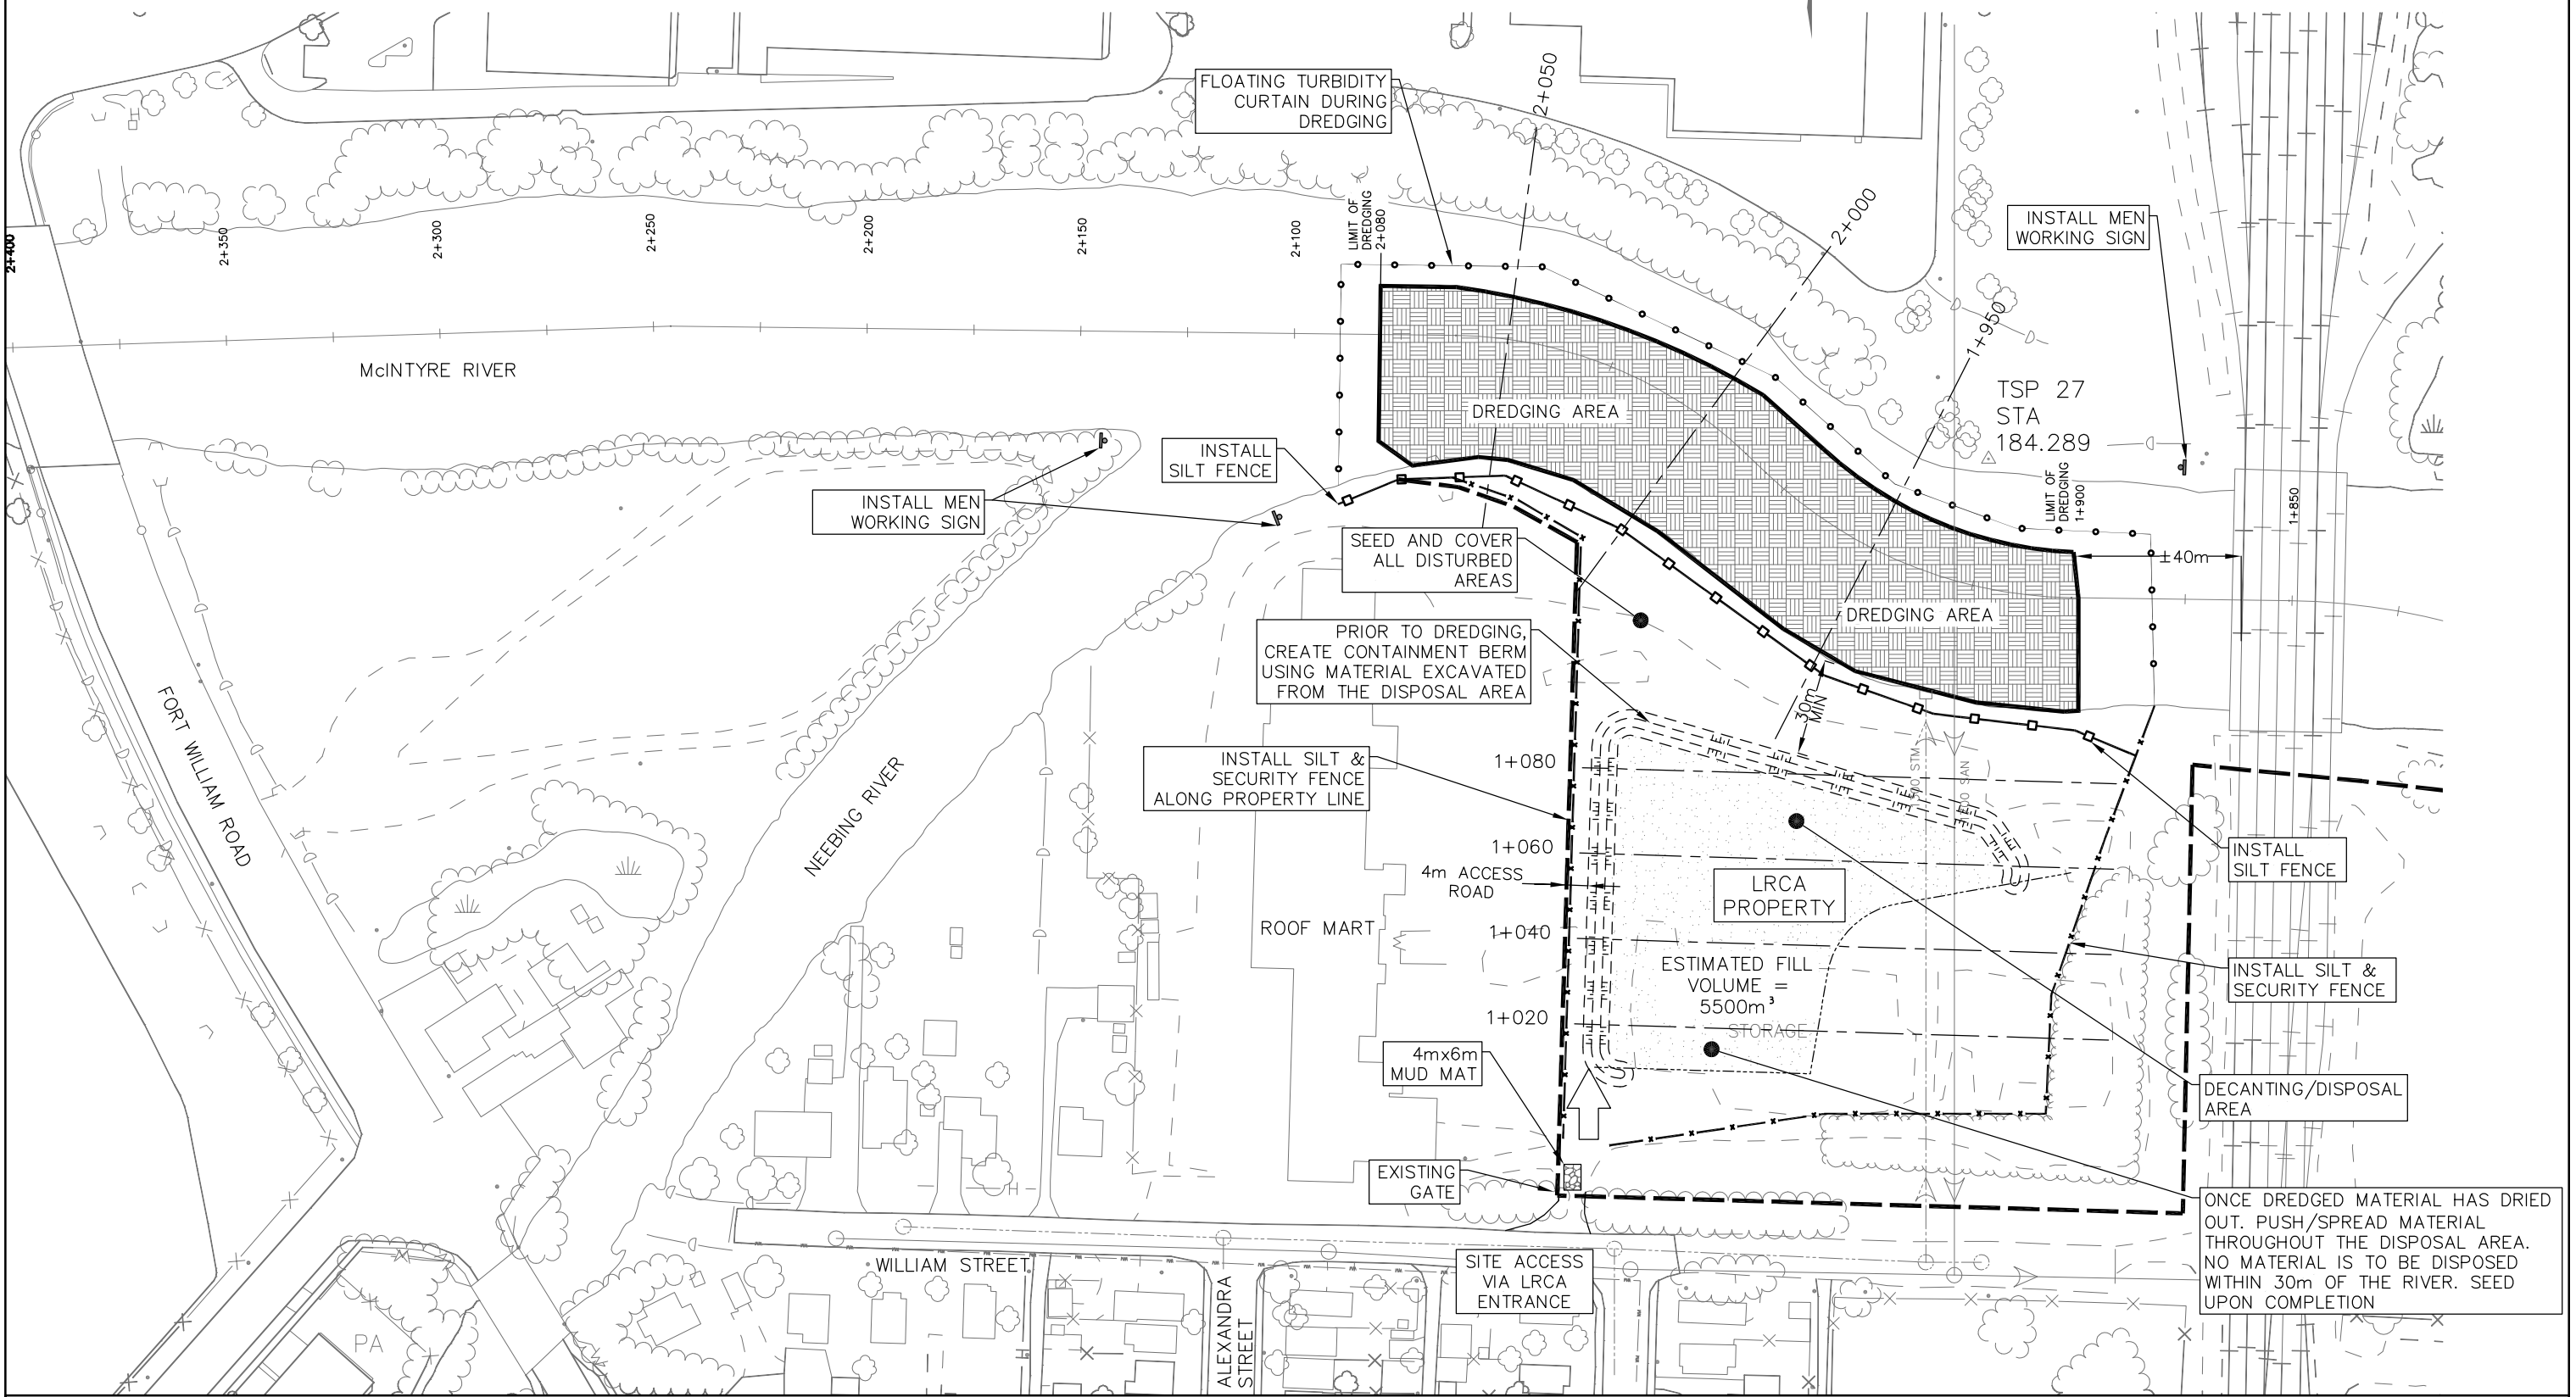 FLOATING TURBIDITY
CURTAIN DURING
DREDGING
2+050
2+000
1+950
INSTALL MEN
WORKING SIGN
2+400
2+350
2+300
2+250
2+200
2+150
2+100
LIMIT OF
DREDGING
2+080
McINTYRE RIVER
DREDGING AREA
TSP 27
STA
184.289
LIMIT OF
DREDGING
1+900
1+850
±40m
INSTALL
SILT FENCE
INSTALL MEN
WORKING SIGN
SEED AND COVER
ALL DISTURBED
AREAS
DREDGING AREA
PRIOR TO DREDGING,
CREATE CONTAINMENT BERM
USING MATERIAL EXCAVATED
FROM THE DISPOSAL AREA
30m
MIN
FORT WILLIAM ROAD
NEEBING RIVER
INSTALL SILT &
SECURITY FENCE
ALONG PROPERTY LINE
1+080
1+060
4m ACCESS
ROAD
LRCA
PROPERTY
INSTALL
SILT FENCE
ROOF MART
1+040
ESTIMATED FILL
VOLUME =
5500m³
STORAGE
INSTALL SILT &
SECURITY FENCE
1+020
4mx6m
MUD MAT
DECANTING/DISPOSAL
AREA
EXISTING
GATE
ONCE DREDGED MATERIAL HAS DRIED
OUT. PUSH/SPREAD MATERIAL
THROUGHOUT THE DISPOSAL AREA.
NO MATERIAL IS TO BE DISPOSED
WITHIN 30m OF THE RIVER. SEED
UPON COMPLETION
WILLIAM STREET
SITE ACCESS
VIA LRCA
ENTRANCE
ALEXANDRA
STREET
PA